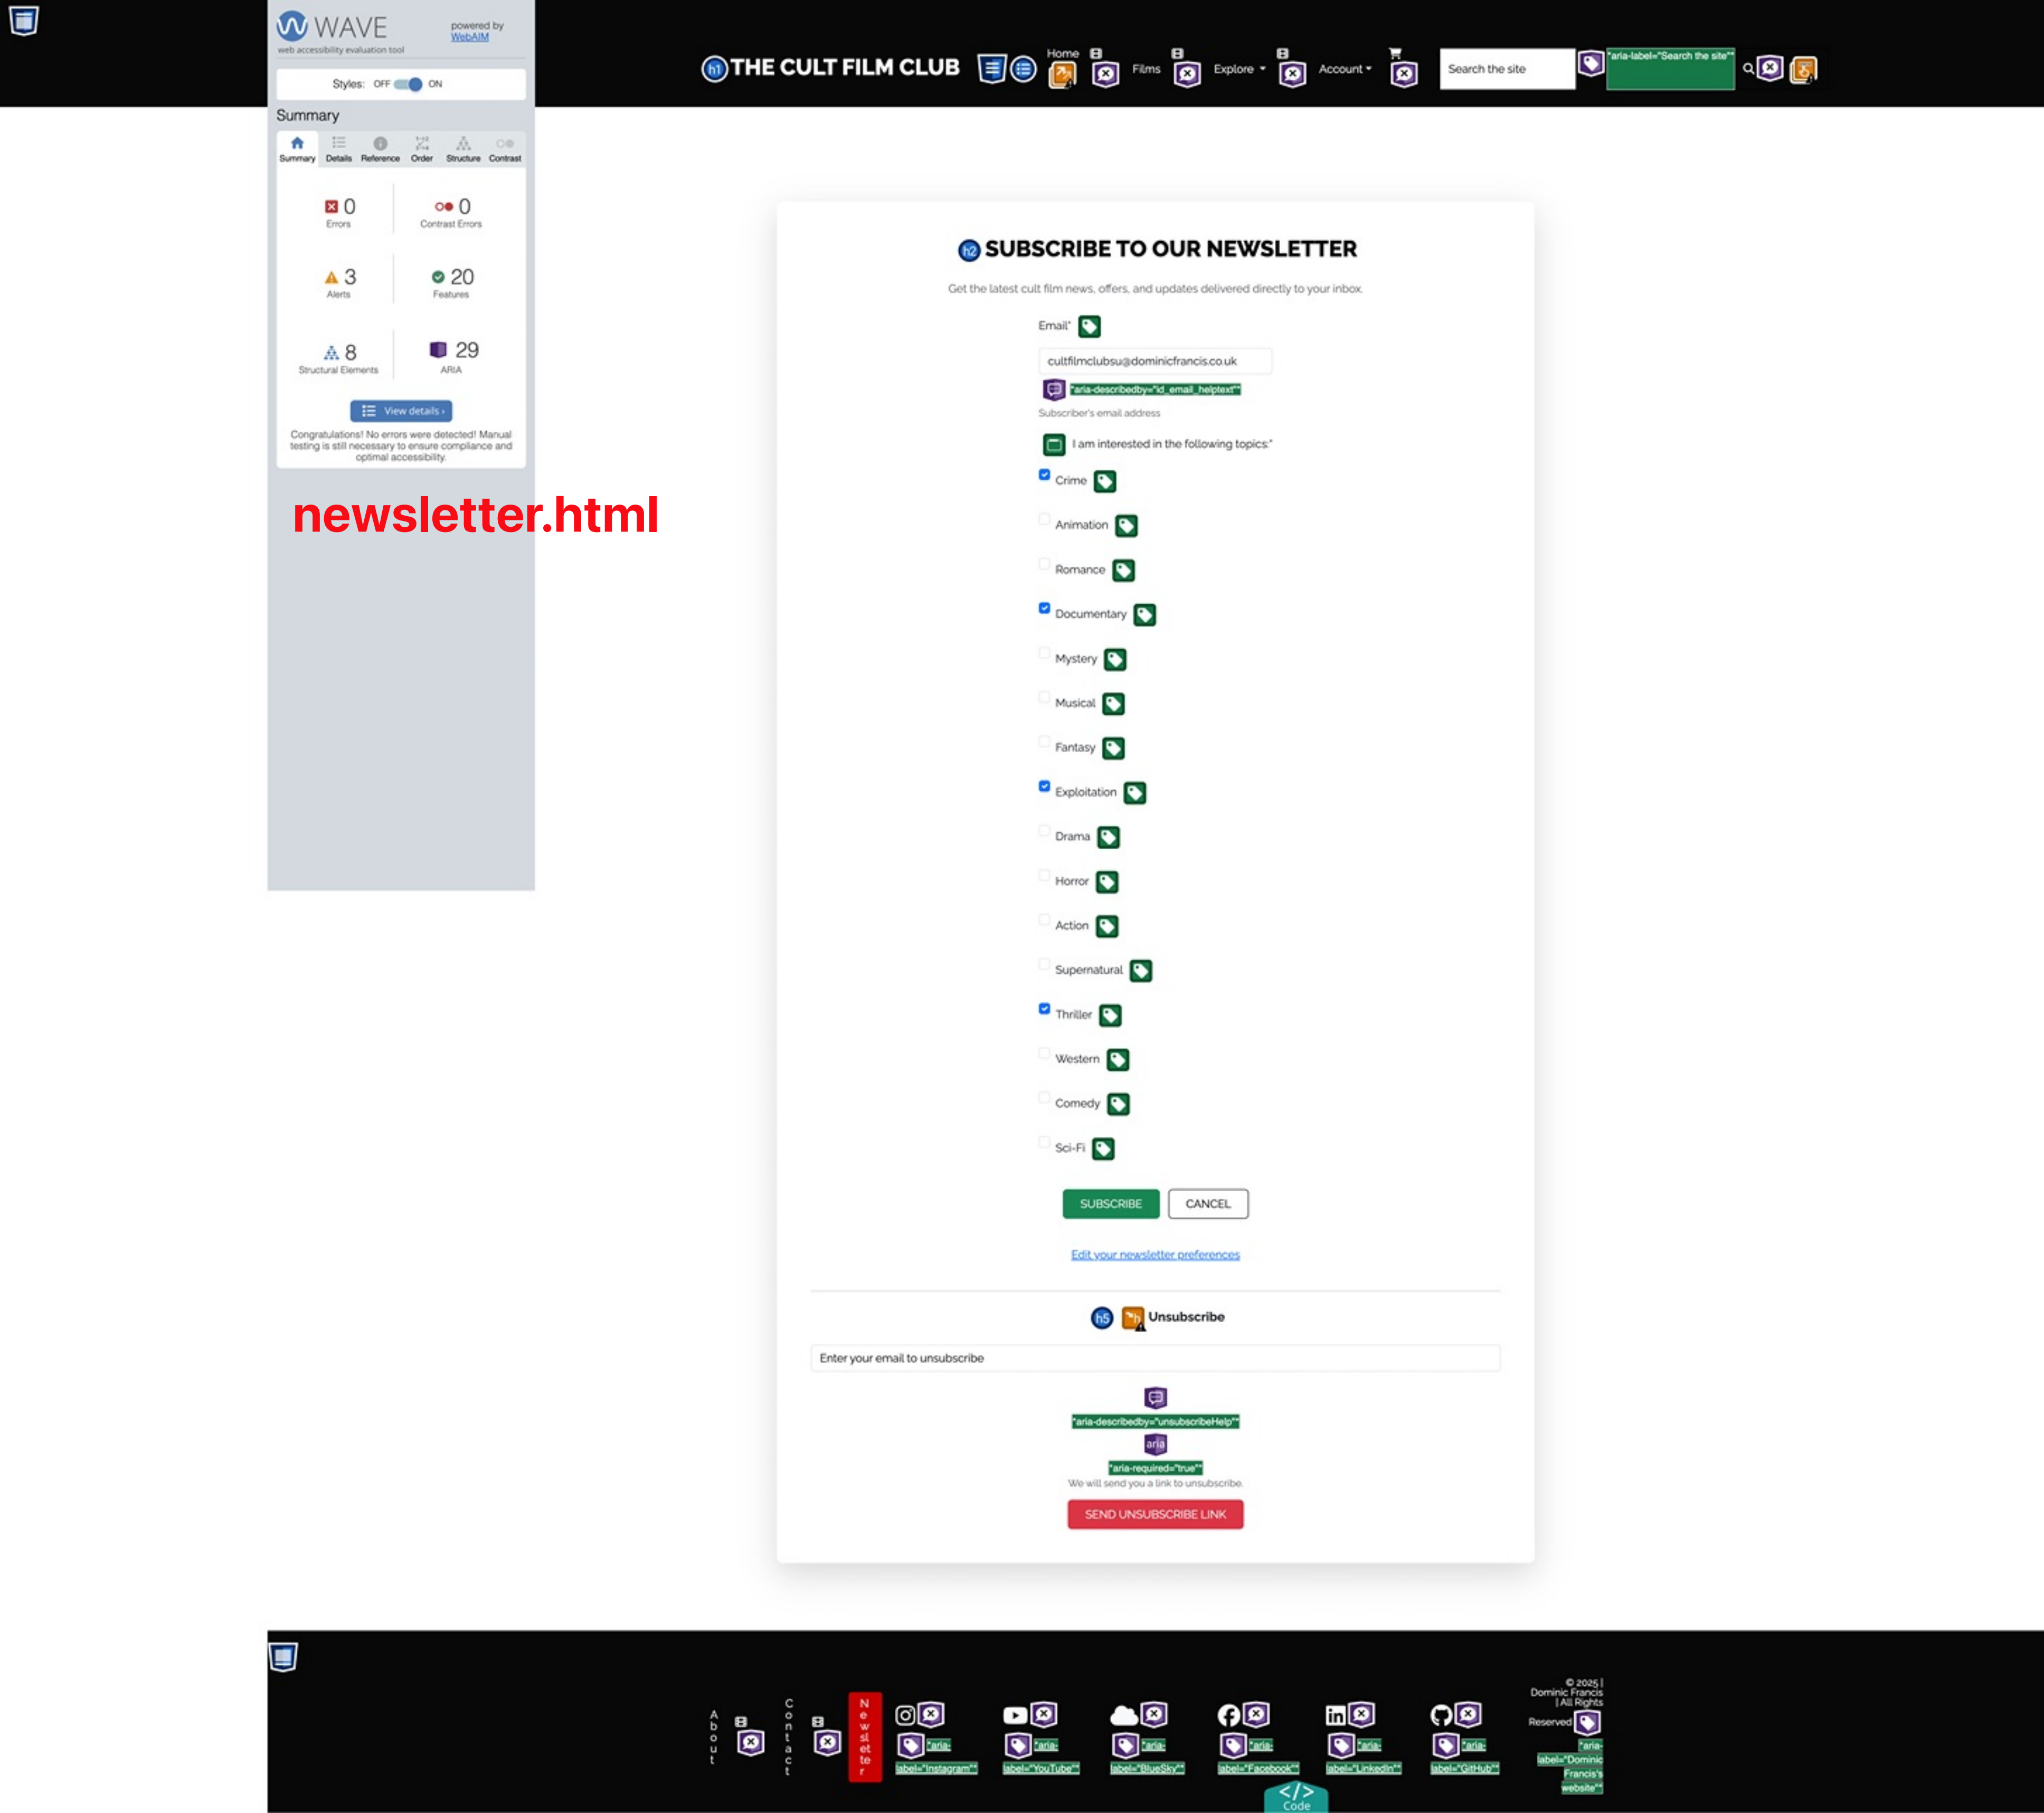 WAVE
web accessibility evaluation tool
powered by
WebAIM
Styles: OFF ON
Summary
Summary Details Reference Order Structure Contrast
0
Errors
0
Contrast Errors
3
Alerts
20
Features
8
Structural Elements
29
ARIA
View details ›
Congratulations! No errors were detected! Manual
testing is still necessary to ensure compliance and
optimal accessibility.
newsletter.html
h1 THE CULT FILM CLUB
Home
Films
Explore
Account
Search the site
*aria-label="Search the site"*
h2 SUBSCRIBE TO OUR NEWSLETTER
Get the latest cult film news, offers, and updates delivered directly to your inbox.
Email*
cultfilmclubsu@dominicfrancis.co.uk
*aria-describedby="id_email_helptext"*
Subscriber's email address
I am interested in the following topics:*
Crime
Animation
Romance
Documentary
Mystery
Musical
Fantasy
Exploitation
Drama
Horror
Action
Supernatural
Thriller
Western
Comedy
Sci-Fi
SUBSCRIBE
CANCEL
Edit your newsletter preferences
h5 h Unsubscribe
Enter your email to unsubscribe
*aria-describedby="unsubscribeHelp"*
aria
*aria-required="true"*
We will send you a link to unsubscribe.
SEND UNSUBSCRIBE LINK
About
Contact
Newsletter
*aria-
label="Instagram"*
*aria-
label="YouTube"*
*aria-
label="BlueSky"*
*aria-
label="Facebook"*
in
*aria-
label="LinkedIn"*
*aria-
label="GitHub"*
© 2025 |
Dominic Francis
| All Rights
Reserved
*aria-
label="Dominic
Francis's
website"*
</>
Code